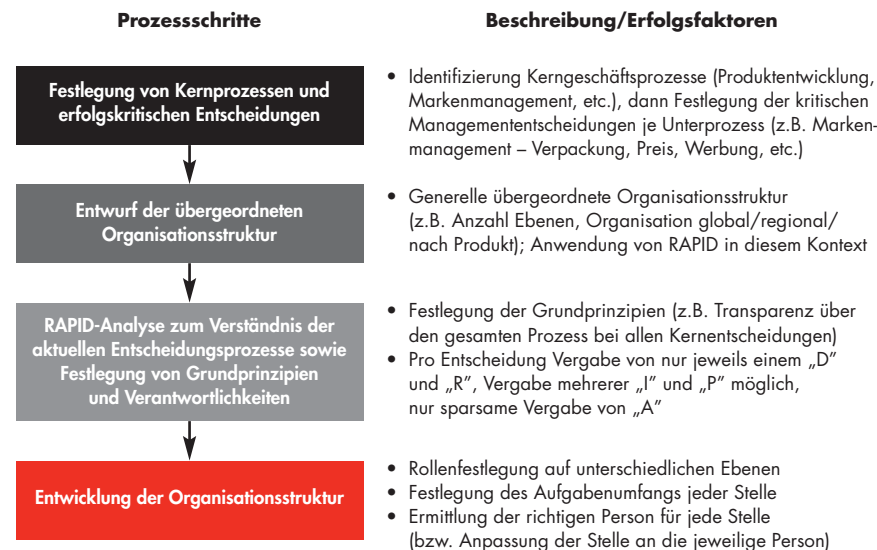 Prozessschritte
Beschreibung/Erfolgsfaktoren
Festlegung von Kernprozessen und
erfolgskritischen Entscheidungen
• Identifizierung Kerngeschäftsprozesse (Produktentwicklung,
Markenmanagement, etc.), dann Festlegung der kritischen
Managemententscheidungen je Unterprozess (z.B. Marken-
management – Verpackung, Preis, Werbung, etc.)
Entwurf der übergeordneten
Organisationsstruktur
• Generelle übergeordnete Organisationsstruktur
(z.B. Anzahl Ebenen, Organisation global/regional/
nach Produkt); Anwendung von RAPID in diesem Kontext
RAPID-Analyse zum Verständnis der
aktuellen Entscheidungsprozesse sowie
Festlegung von Grundprinzipien
und Verantwortlichkeiten
• Festlegung der Grundprinzipien (z.B. Transparenz über
den gesamten Prozess bei allen Kernentscheidungen)
• Pro Entscheidung Vergabe von nur jeweils einem „D"
und „R", Vergabe mehrerer „I" und „P" möglich,
nur sparsame Vergabe von „A"
Entwicklung der Organisationsstruktur
• Rollenfestlegung auf unterschiedlichen Ebenen
• Festlegung des Aufgabenumfangs jeder Stelle
• Ermittlung der richtigen Person für jede Stelle
(bzw. Anpassung der Stelle an die jeweilige Person)